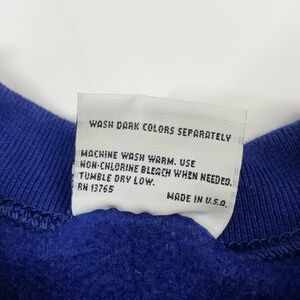 WASH DARK COLORS SEPARATELY
MACHINE WASH WARM. USE
NON-CHLORINE BLEACH WHEN NEEDED.
TUMBLE DRY LOW.
RN 13765
MADE IN U.S.A.